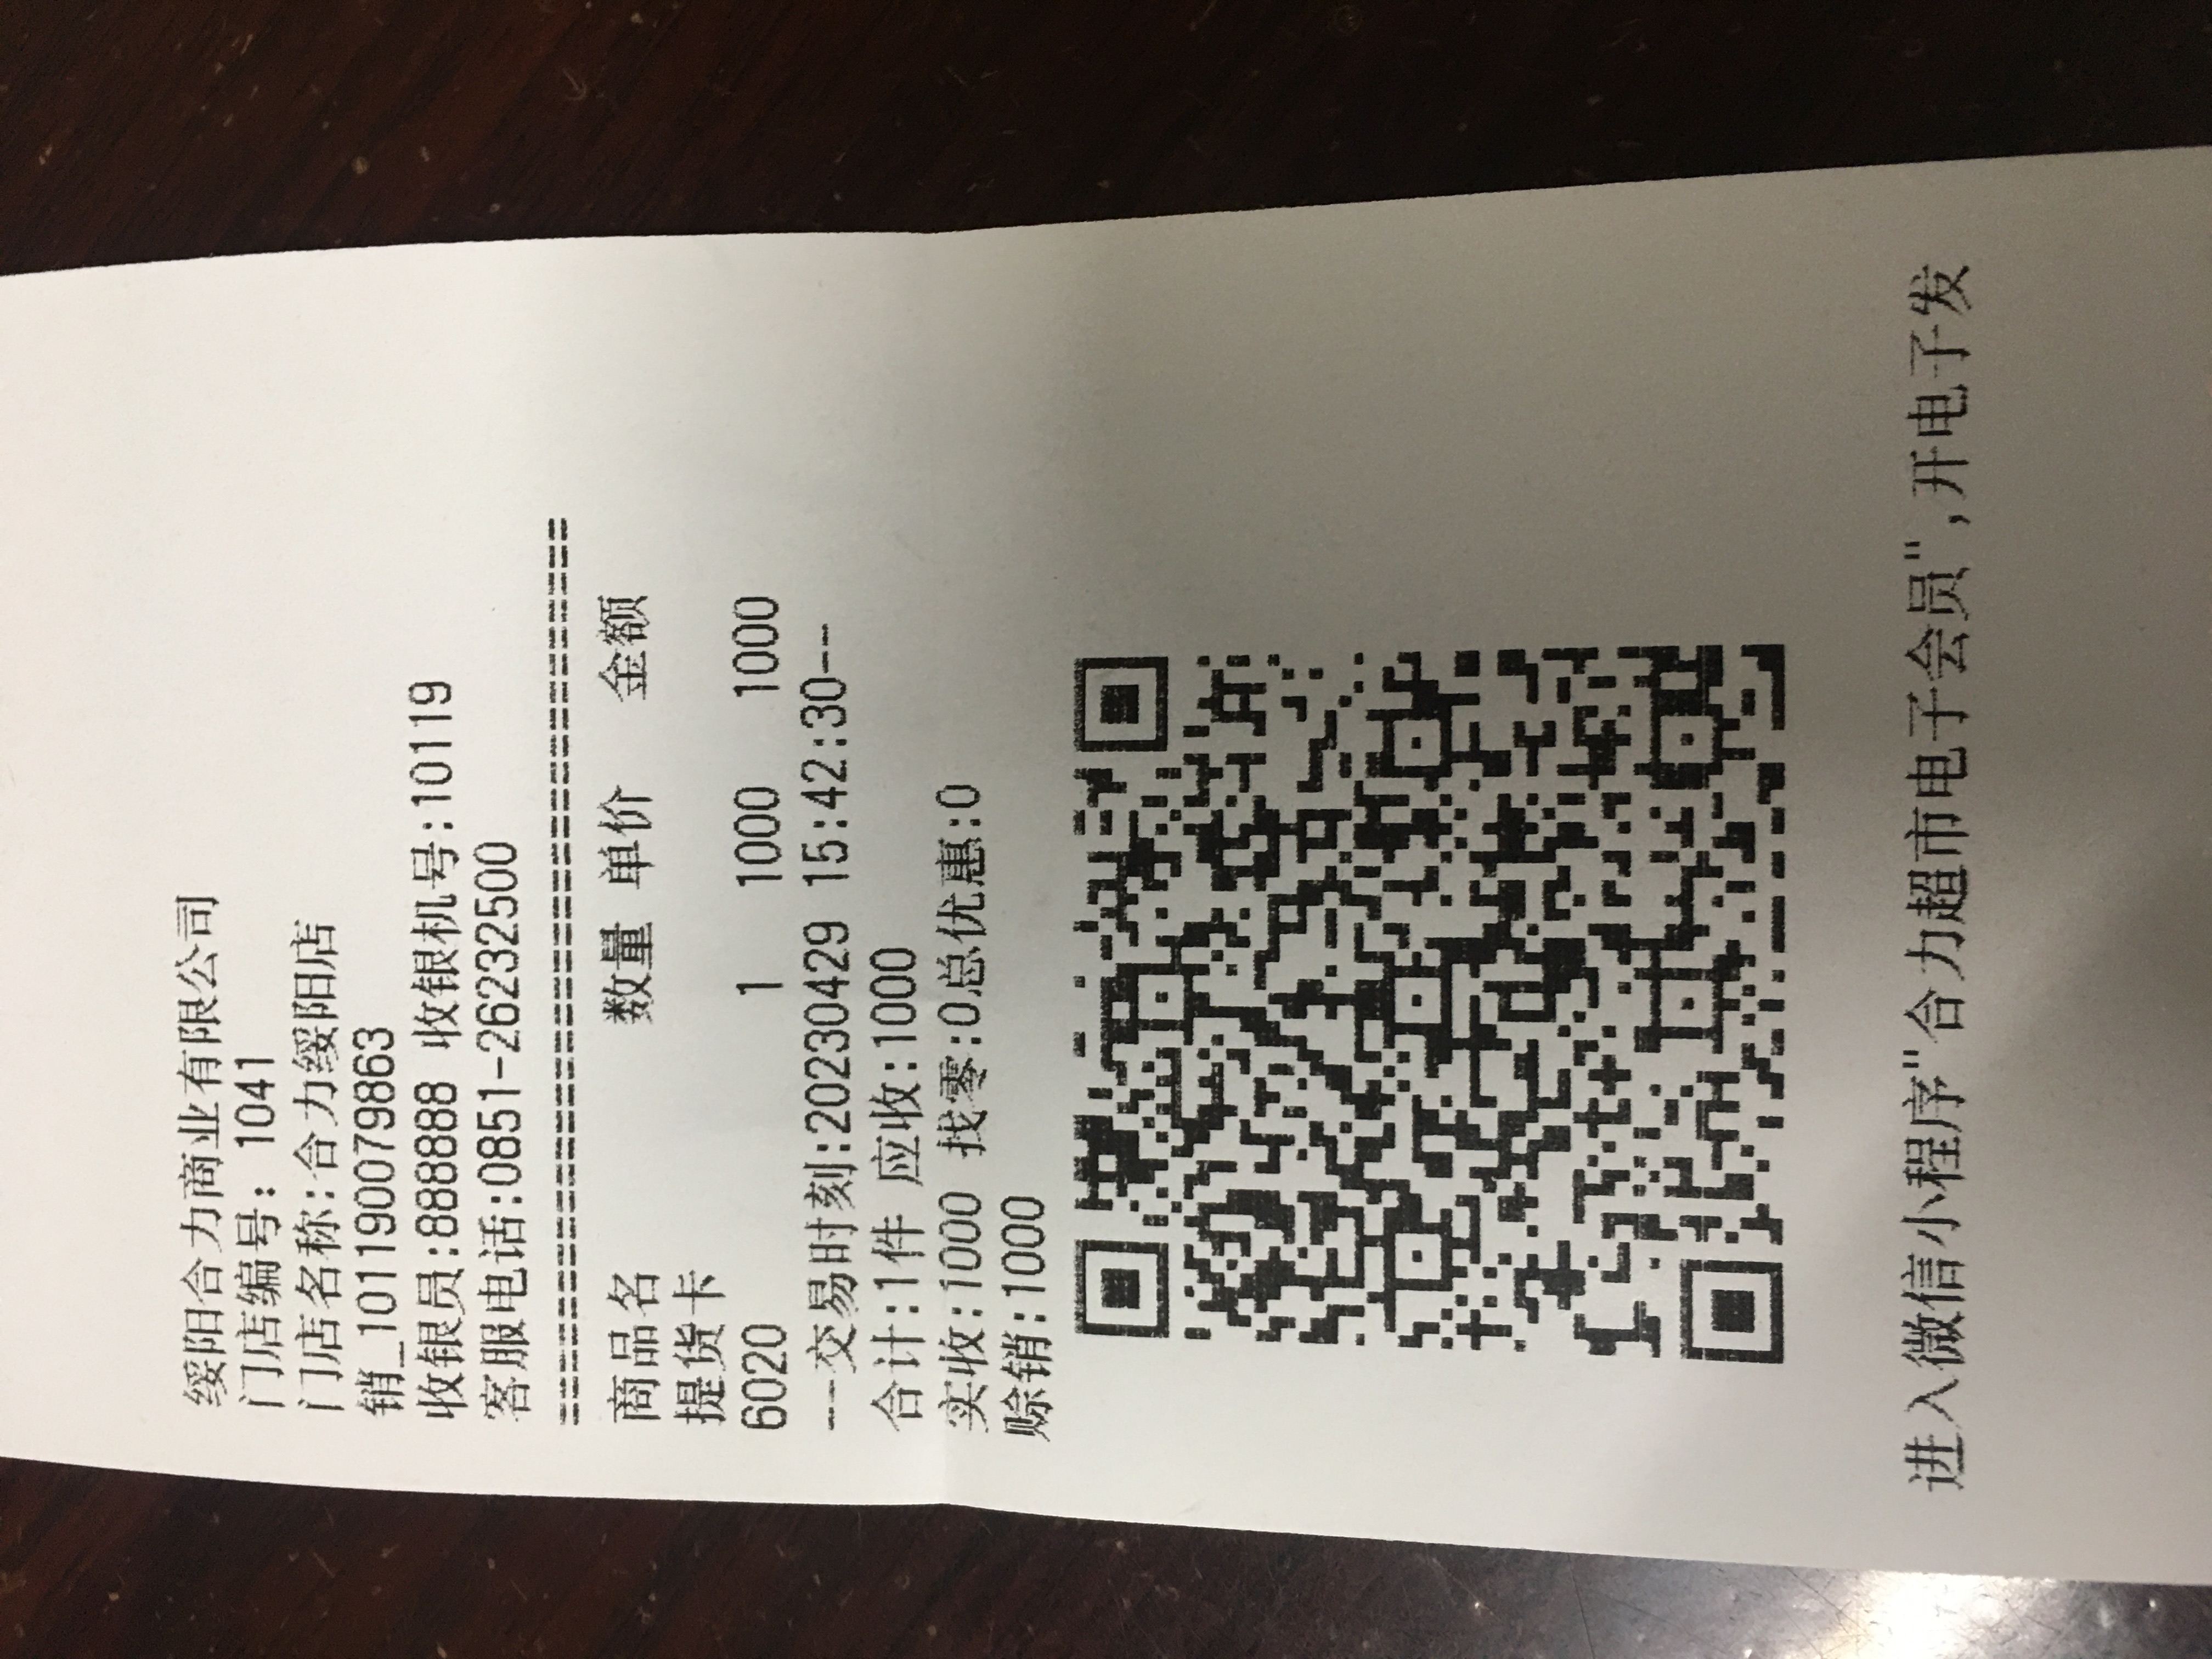 绥阳合力商业有限公司
门店编号: 1041
门店名称:合力绥阳店
销_101190079863
收银员:888888 收银机号:10119
客服电话:0851-26232500
==========================================
商品名 数量 单价 金额
提货卡
6020 1 1000 1000
---交易时刻:20230429 15:42:30--
合计:1件 应收:1000
实收:1000 找零:0总优惠:0
赊销:1000
进入微信小程序"合力超市电子会员",开电子发